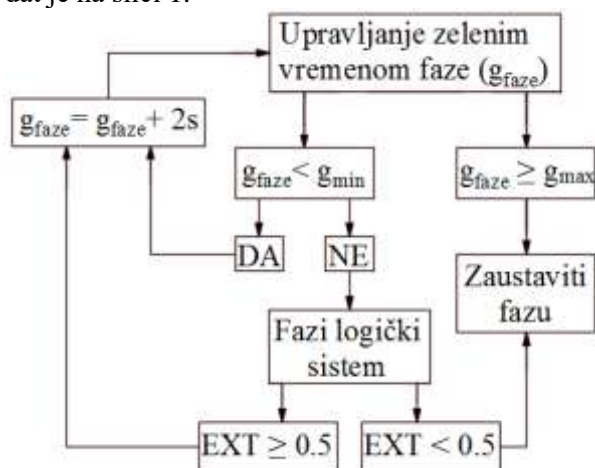 dat je na slici 1.
Upravljanje zelenim
vremenom faze (gfaze)
gfaze= gfaze+ 2s
gfaze< gmin
gfaze ≥ gmax
DA
NE
Zaustaviti
fazu
Fazi logički
sistem
EXT ≥ 0.5
EXT < 0.5